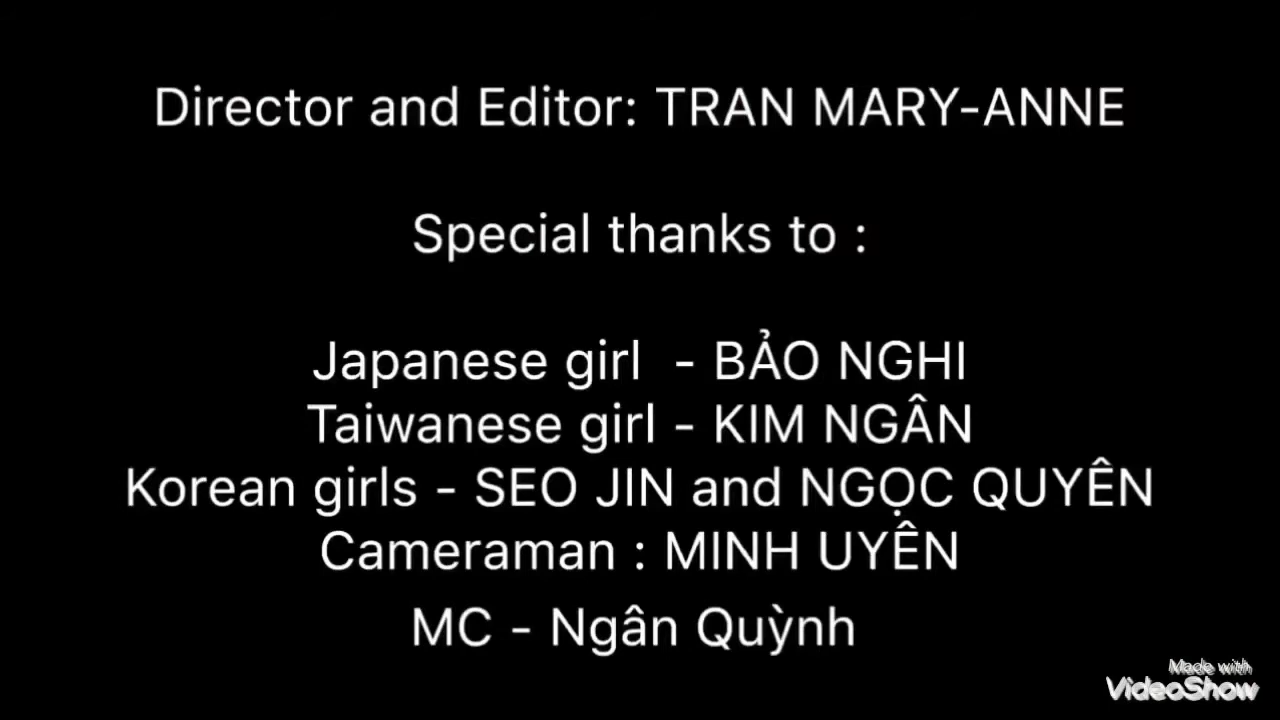 Director and Editor: TRAN MARY-ANNE
Special thanks to :
Japanese girl - BẢO NGHI
Taiwanese girl - KIM NGÂN
Korean girls - SEO JIN and NGỌC QUYÊN
Cameraman : MINH UYÊN
MC - Ngân Quỳnh
Made with
VideoShow